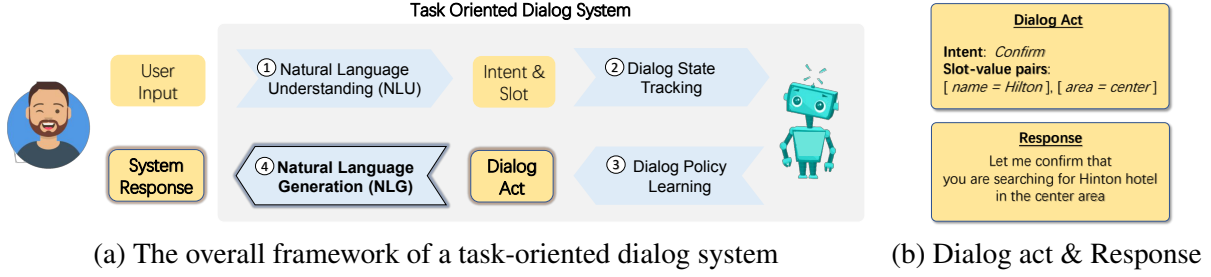 Task Oriented Dialog System
User
Input
① Natural Language
Understanding (NLU)
Intent &
Slot
② Dialog State
Tracking
System
Response
④ Natural Language
Generation (NLG)
Dialog
Act
③ Dialog Policy
Learning
(a) The overall framework of a task-oriented dialog system
Dialog Act
Intent: Confirm
Slot-value pairs:
[ name = Hilton ], [ area = center ]
Response
Let me confirm that
you are searching for Hinton hotel
in the center area
(b) Dialog act & Response